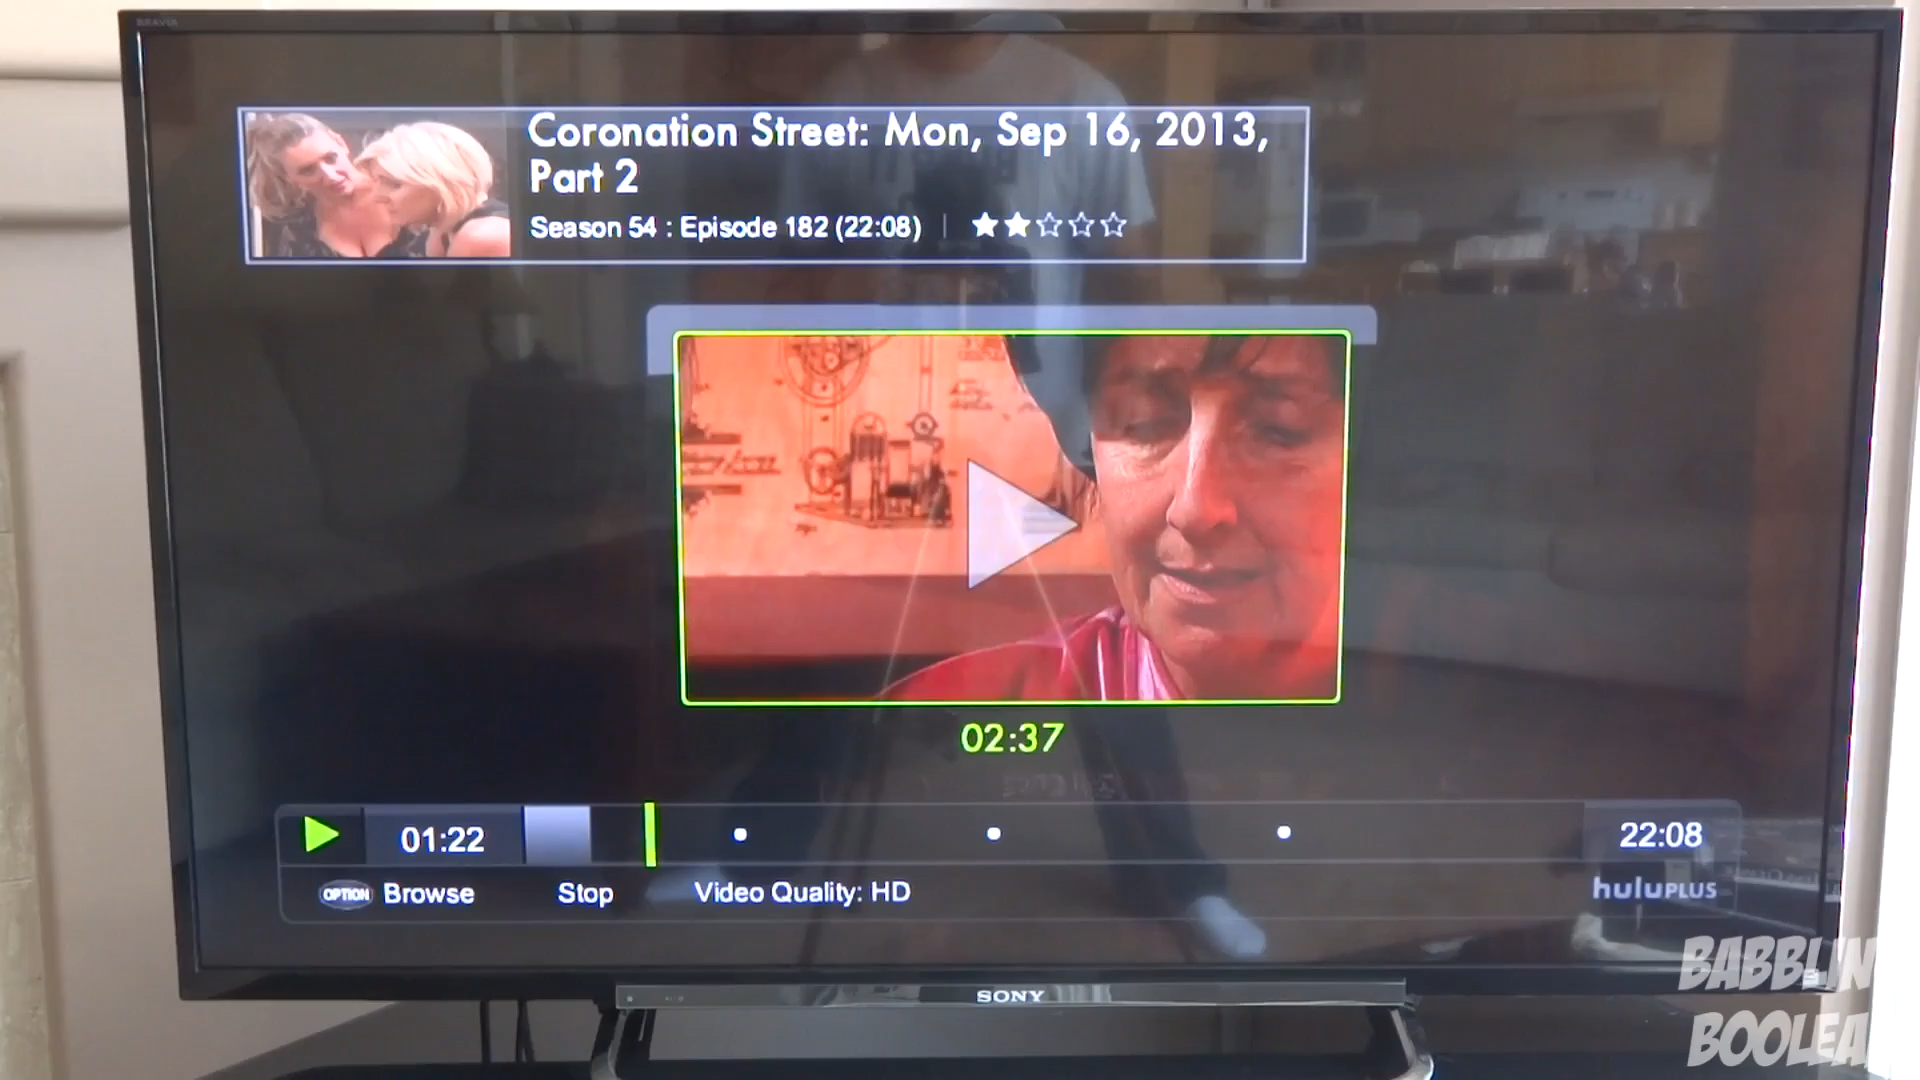 BRAVIA
Coronation Street: Mon, Sep 16, 2013,
Part 2
Season 54 : Episode 182 (22:08)
02:37
01:22
22:08
OPTION Browse Stop Video Quality: HD
huluPLUS
SONY
BABBLIN
BOOLEA